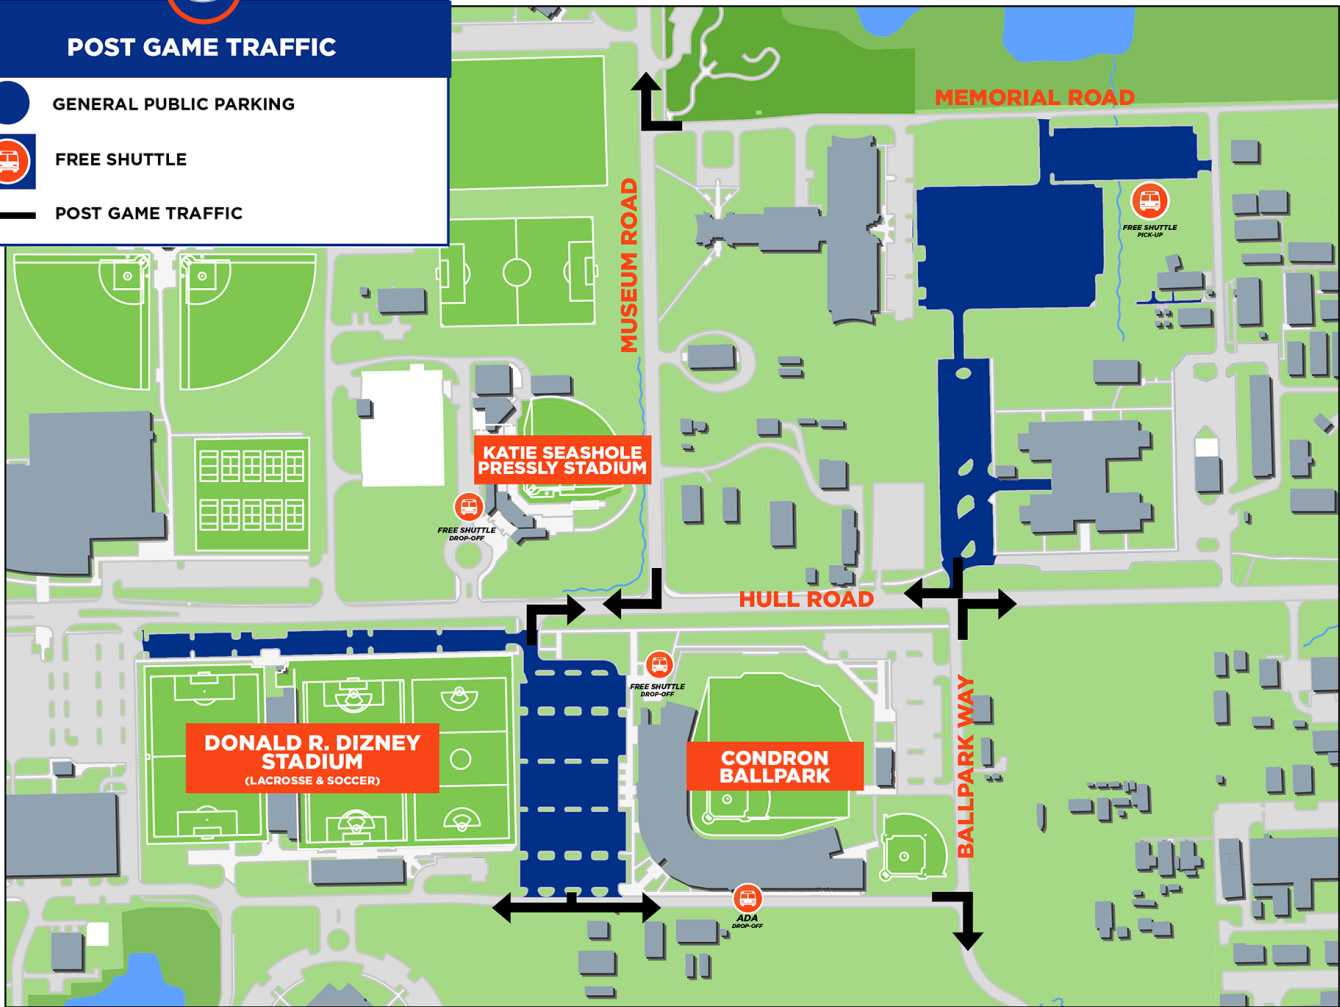 POST GAME TRAFFIC
GENERAL PUBLIC PARKING
FREE SHUTTLE
POST GAME TRAFFIC
MEMORIAL ROAD
MUSEUM ROAD
FREE SHUTTLE
PICK-UP
KATIE SEASHOLE
PRESSLY STADIUM
FREE SHUTTLE
DROP-OFF
HULL ROAD
FREE SHUTTLE
DROP-OFF
DONALD R. DIZNEY
STADIUM
(LACROSSE & SOCCER)
CONDRON
BALLPARK
BALLPARK WAY
ADA
DROP-OFF